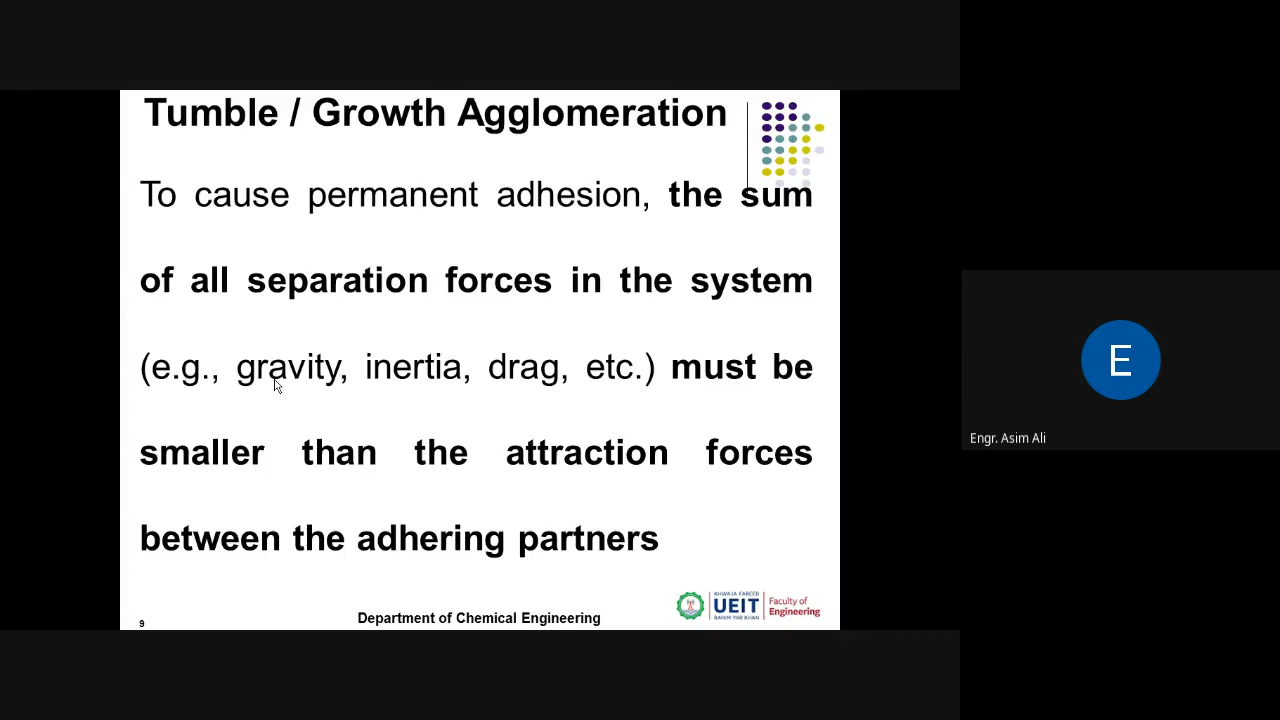 Tumble / Growth Agglomeration
To cause permanent adhesion, the sum
of all separation forces in the system
(e.g., gravity, inertia, drag, etc.) must be
smaller than the attraction forces
between the adhering partners
9
Department of Chemical Engineering
KHWAJA FAREED
UEIT
RAHIM YAR KHAN
Faculty of
Engineering
E
Engr. Asim Ali